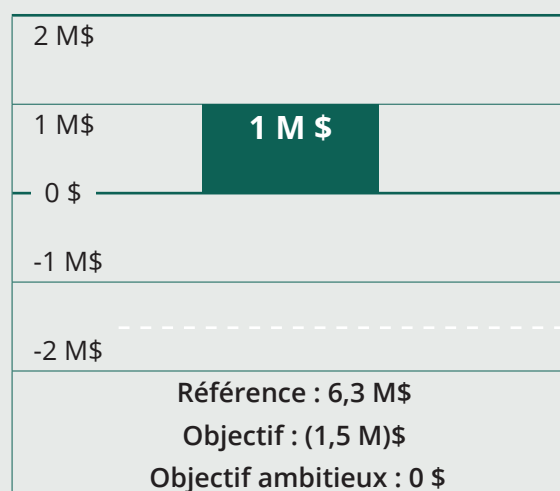 2 M$
1 M$
1 M $
0 $
-1 M$
-2 M$
Référence : 6,3 M$
Objectif : (1,5 M)$
Objectif ambitieux : 0 $